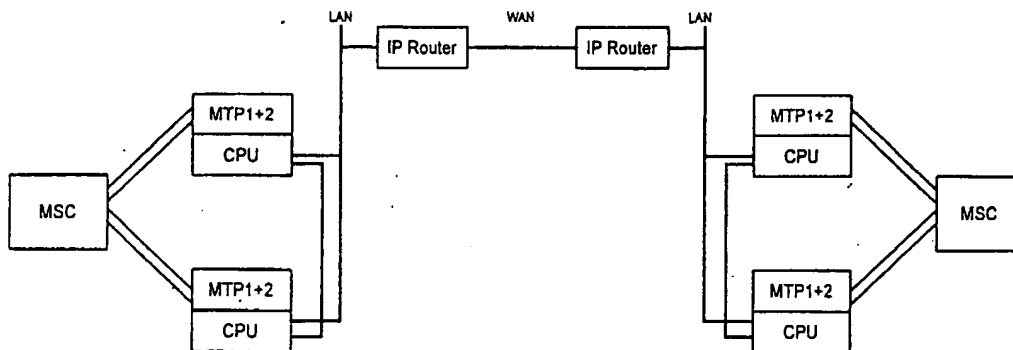 LAN
WAN
LAN
IP Router
IP Router
MTP1+2
CPU
MTP1+2
CPU
MSC
MSC
MTP1+2
CPU
MTP1+2
CPU